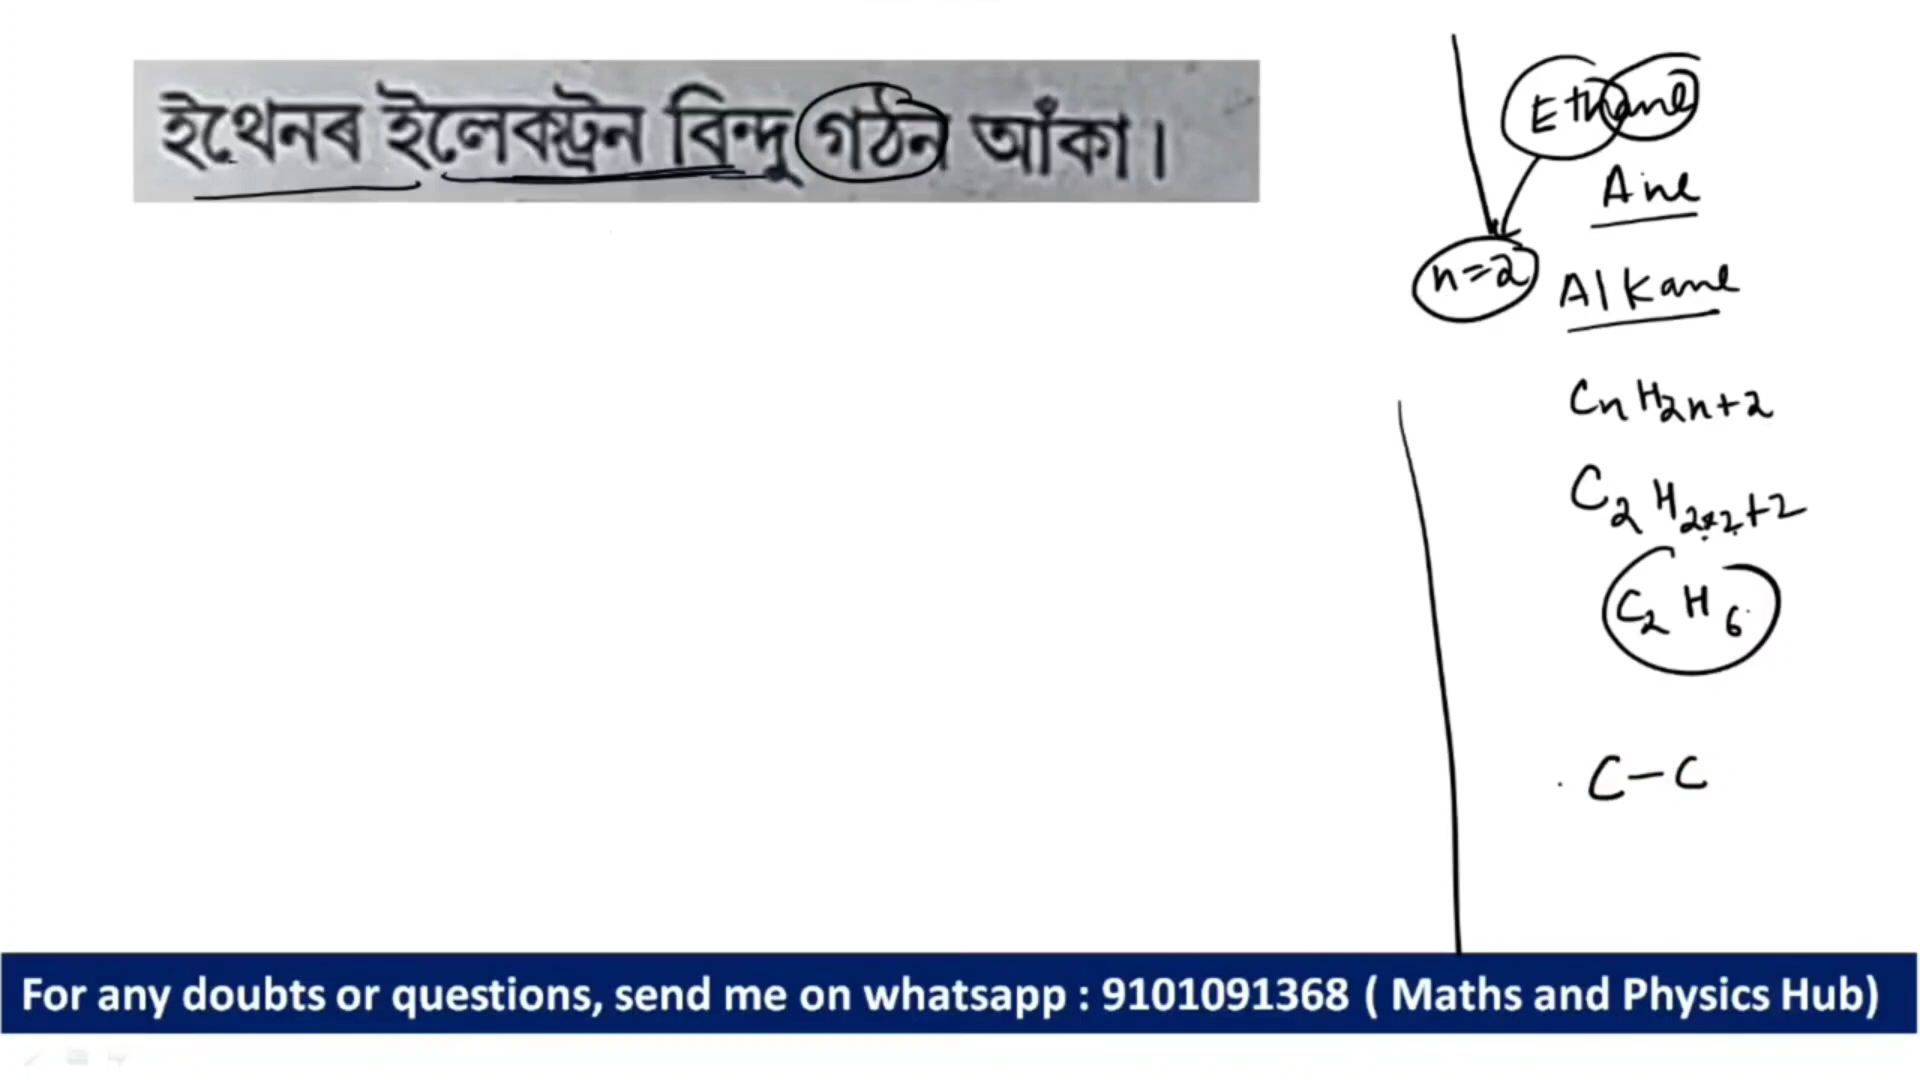 ইথেনৰ ইলেকট্ৰন বিন্দু গঠন আঁকা।
Ethane
Ane
n=2
Alkane
CnH2n+2
C2H2×2+2
C2H6
C-C
For any doubts or questions, send me on whatsapp : 9101091368 ( Maths and Physics Hub)